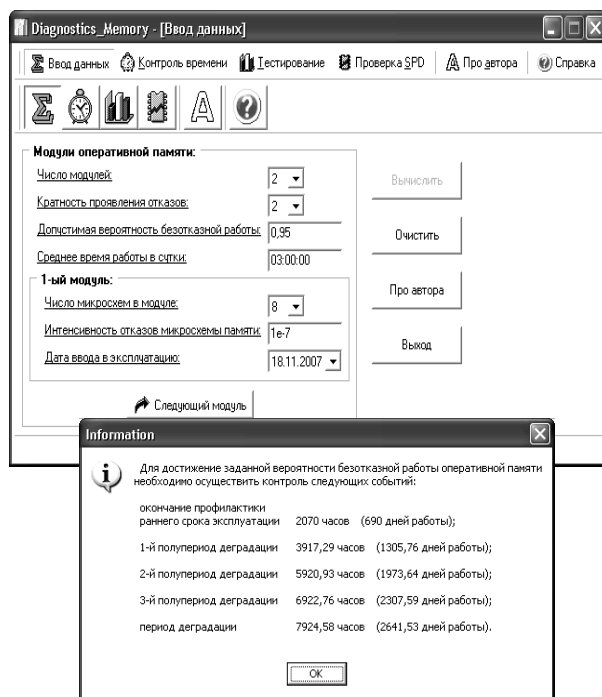 Diagnostics_Memory - [Ввод данных]
Ввод данных Контроль времени Тестирование Проверка SPD Про автора Справка
Модули оперативной памяти:
Число модулей: 2
Кратность проявления отказов: 2
Допустимая вероятность безотказной работы: 0,95
Среднее время работы в сутки: 03:00:00
1-ый модуль:
Число микросхем в модуле: 8
Интенсивность отказов микросхемы памяти: 1e-7
Дата ввода в эксплуатацию: 18.11.2007
Следующий модуль
Вычислить
Очистить
Про автора
Выход
Information
Для достижение заданной вероятности безотказной работы оперативной памяти
необходимо осуществить контроль следующих событий:
окончание профилактики
раннего срока эксплуатации 2070 часов (690 дней работы);
1-й полупериод деградации 3917,29 часов (1305,76 дней работы);
2-й полупериод деградации 5920,93 часов (1973,64 дней работы);
3-й полупериод деградации 6922,76 часов (2307,59 дней работы);
период деградации 7924,58 часов (2641,53 дней работы).
OK